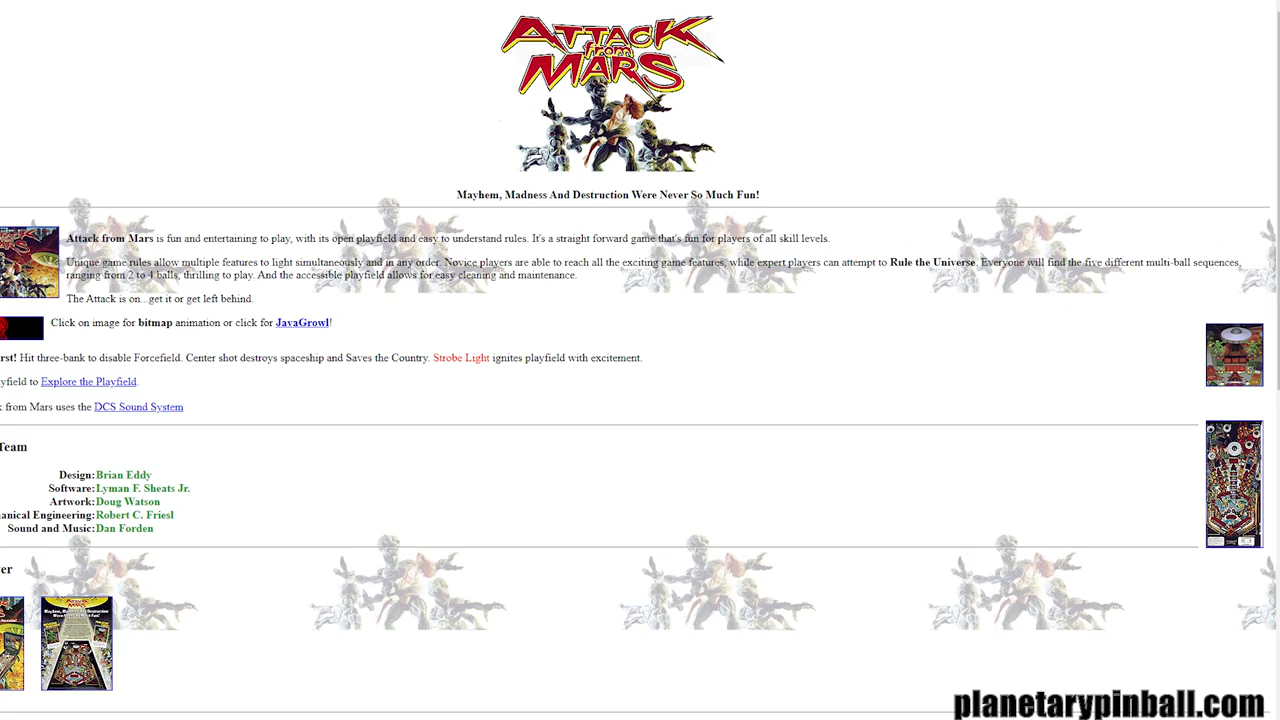 ATTACK
from
MARS
Mayhem, Madness And Destruction Were Never So Much Fun!
Attack from Mars is fun and entertaining to play, with its open playfield and easy to understand rules. It's a straight forward game that's fun for players of all skill levels.
Unique game rules allow multiple features to light simultaneously and in any order. Novice players are able to reach all the exciting game features, while expert players can attempt to Rule the Universe. Everyone will find the five different multi-ball sequences,
ranging from 2 to 4 balls, thrilling to play. And the accessible playfield allows for easy cleaning and maintenance.
The Attack is on...get it or get left behind.
Click on image for bitmap animation or click for JavaGrowl!
rst! Hit three-bank to disable Forcefield. Center shot destroys spaceship and Saves the Country. Strobe Light ignites playfield with excitement.
yfield to Explore the Playfield.
k from Mars uses the DCS Sound System
Team
Design: Brian Eddy
Software: Lyman F. Sheats Jr.
Artwork: Doug Watson
anical Engineering: Robert C. Friesl
Sound and Music: Dan Forden
er
planetarypinball.com